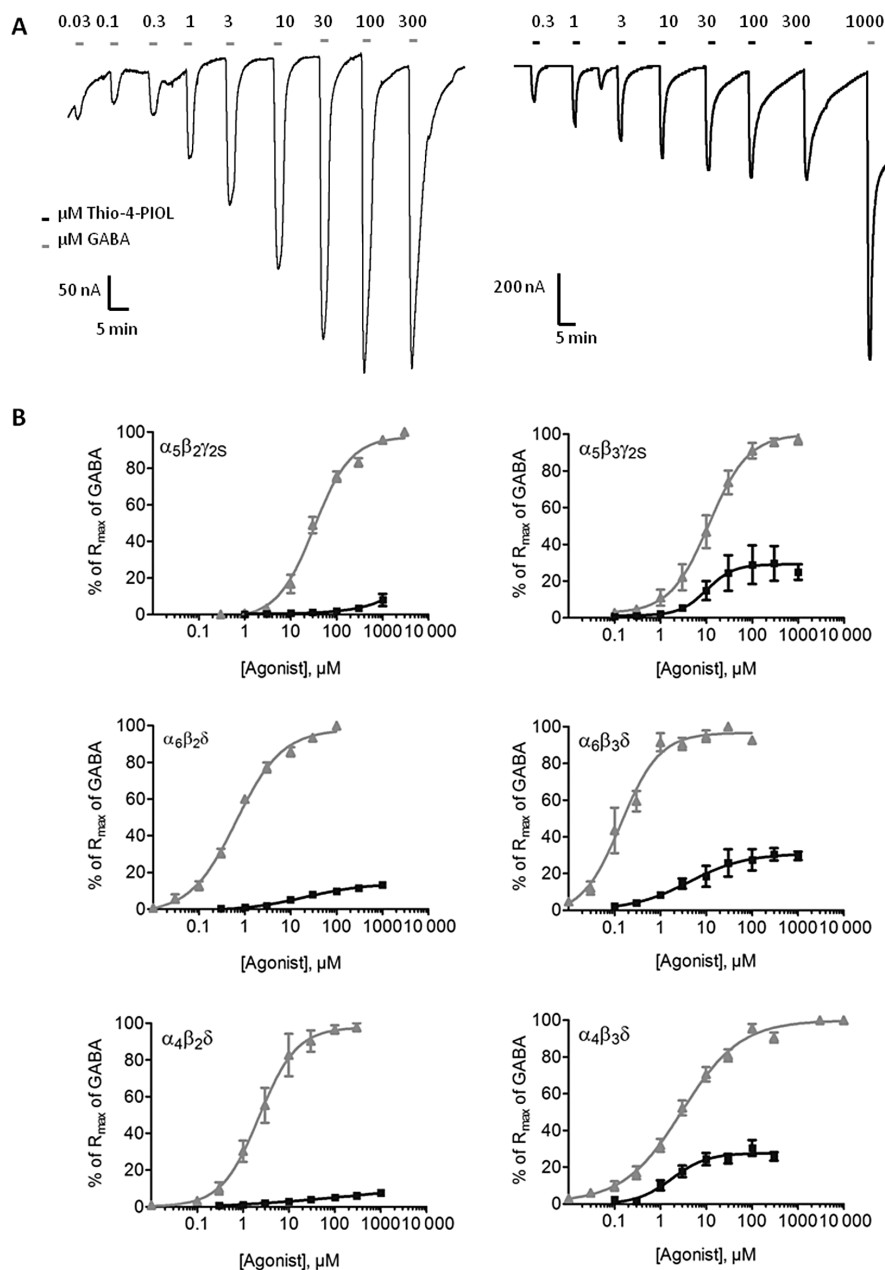 A
0.03 0.1 0.3 1 3 10 30 100 300
0.3 1 3 10 30 100 300 1000
μM Thio-4-PIOL
μM GABA
50 nA
5 min
200 nA
5 min
B
α5β2γ2S
% of Rmax of GABA
100
80
60
40
20
0
0.1 1 10 100 1000 10 000
[Agonist], μM
α5β3γ2S
% of Rmax of GABA
100
80
60
40
20
0
0.1 1 10 100 1000 10 000
[Agonist], μM
α6β2δ
% of Rmax of GABA
100
80
60
40
20
0
0.1 1 10 100 1000 10 000
[Agonist], μM
α6β3δ
% of Rmax of GABA
100
80
60
40
20
0
0.1 1 10 100 1000 10 000
[Agonist], μM
α4β2δ
% of Rmax of GABA
100
80
60
40
20
0
0.1 1 10 100 1000 10 000
[Agonist], μM
α4β3δ
% of Rmax of GABA
100
80
60
40
20
0
0.1 1 10 100 1000 10 000
[Agonist], μM